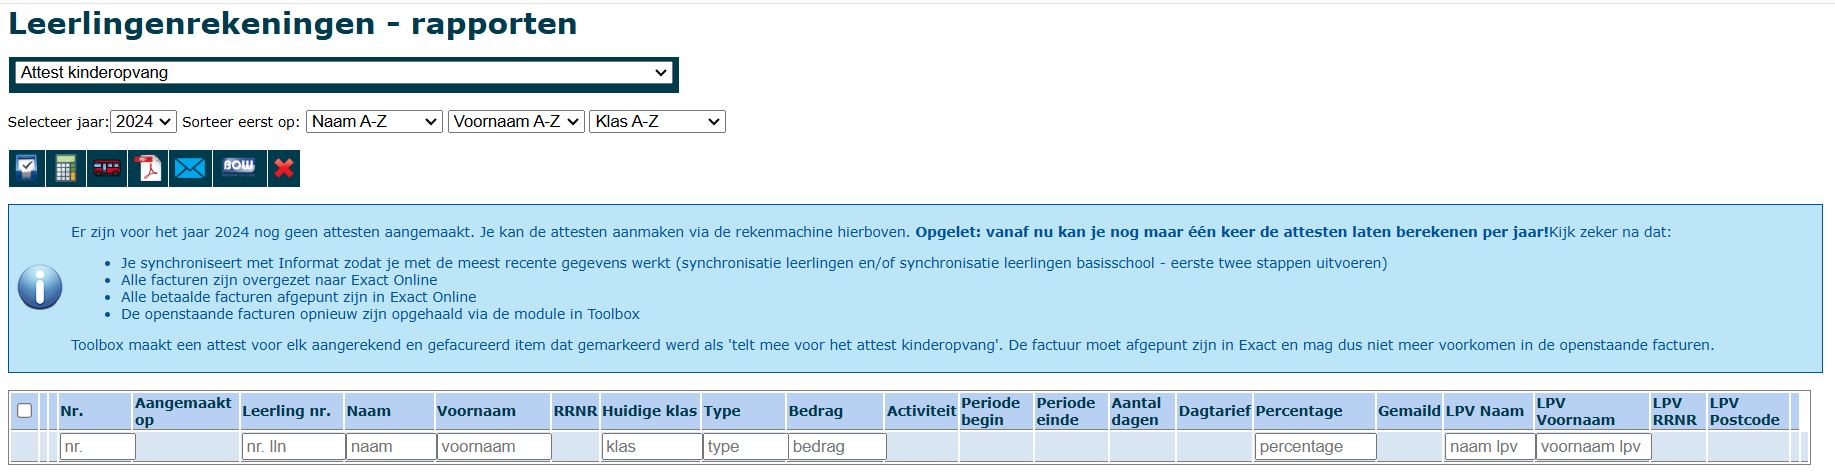 Leerlingenrekeningen - rapporten
Attest kinderopvang
Selecteer jaar: 2024 Sorteer eerst op: Naam A-Z Voornaam A-Z Klas A-Z
PDF BOW
Er zijn voor het jaar 2024 nog geen attesten aangemaakt. Je kan de attesten aanmaken via de rekenmachine hierboven. Opgelet: vanaf nu kan je nog maar één keer de attesten laten berekenen per jaar!Kijk zeker na dat:
• Je synchroniseert met Informat zodat je met de meest recente gegevens werkt (synchronisatie leerlingen en/of synchronisatie leerlingen basisschool - eerste twee stappen uitvoeren)
• Alle facturen zijn overgezet naar Exact Online
• Alle betaalde facturen afgepunt zijn in Exact Online
• De openstaande facturen opnieuw zijn opgehaald via de module in Toolbox
Toolbox maakt een attest voor elk aangerekend en gefacureerd item dat gemarkeerd werd als 'telt mee voor het attest kinderopvang'. De factuur moet afgepunt zijn in Exact en mag dus niet meer voorkomen in de openstaande facturen.
Nr. Aangemaakt op Leerling nr. Naam Voornaam RRNR Huidige klas Type Bedrag Activiteit Periode begin Periode einde Aantal dagen Dagtarief Percentage Gemaild LPV Naam LPV Voornaam LPV RRNR LPV Postcode
nr. nr. lln naam voornaam klas type bedrag percentage naam lpv voornaam lpv